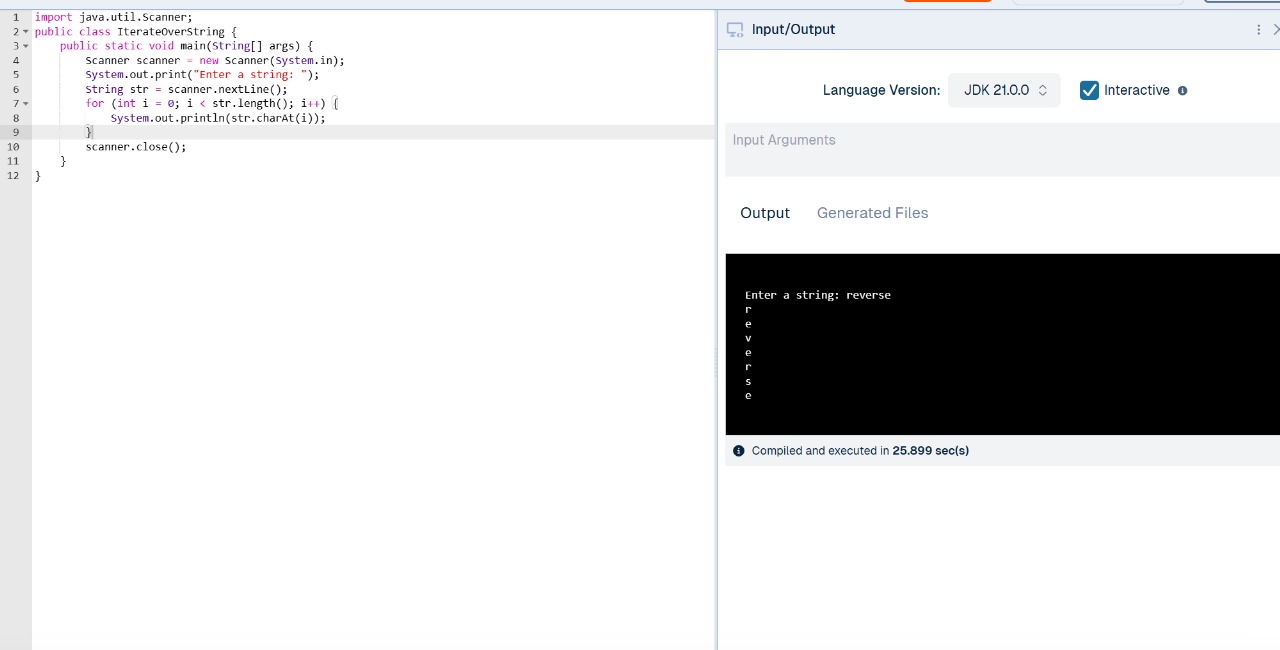 1 import java.util.Scanner;
2 public class IterateOverString {
3     public static void main(String[] args) {
4         Scanner scanner = new Scanner(System.in);
5         System.out.print("Enter a string: ");
6         String str = scanner.nextLine();
7         for (int i = 0; i < str.length(); i++) {
8             System.out.println(str.charAt(i));
9         }
10         scanner.close();
11     }
12 }
Input/Output
Language Version: JDK 21.0.0 Interactive
Input Arguments
Output Generated Files
Enter a string: reverse
r
e
v
e
r
s
e
Compiled and executed in 25.899 sec(s)